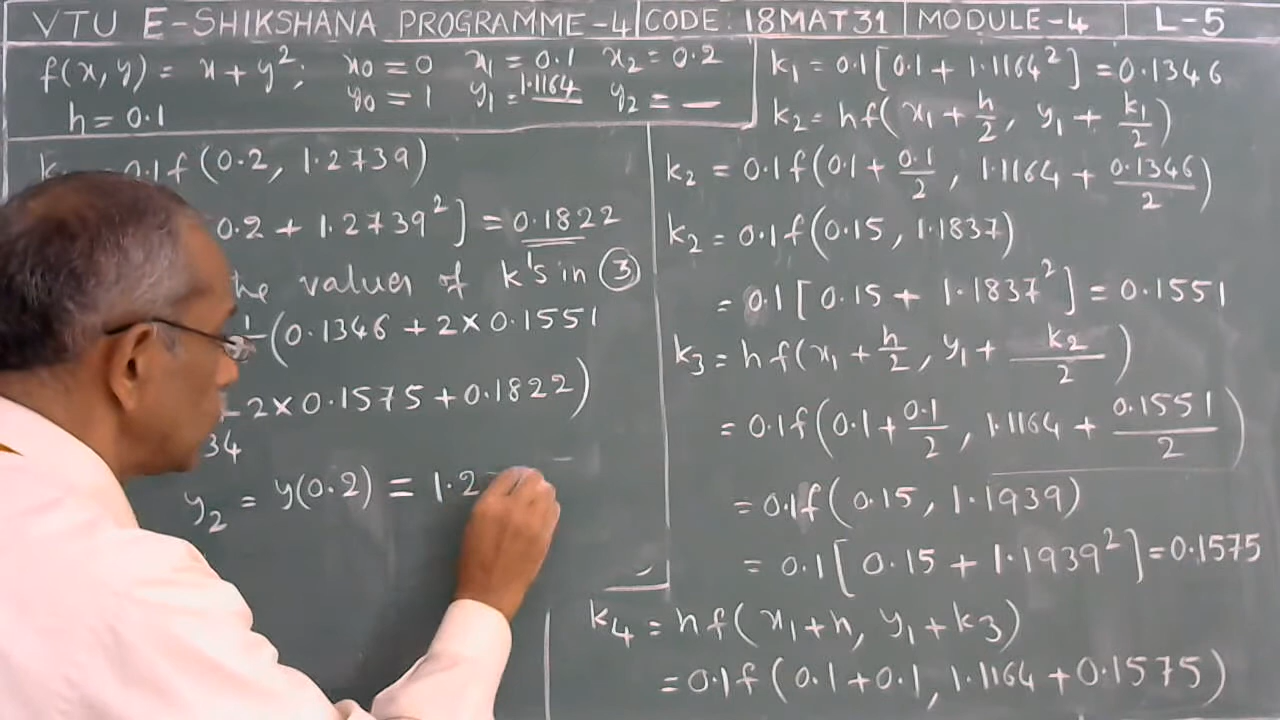 VTU E-SHIKSHANA PROGRAMME-4 | CODE: 18MAT31 | MODULE-4 | L-5
f(x, y) = x + y²; x₀ = 0 x₁ = 0.1 x₂ = 0.2
y₀ = 1 y₁ = 1.1164 y₂ = —
h = 0.1
0.1f(0.2, 1.2739)
0.2 + 1.2739²] = 0.1822
the values of k's in ③
1 (0.1346 + 2 × 0.1551
2 × 0.1575 + 0.1822)
34
y₂ = y(0.2) = 1.2
k₁ = 0.1[0.1 + 1.1164²] = 0.1346
k₂ = hf(x₁ + h/2, y₁ + k₁/2)
k₂ = 0.1f(0.1 + 0.1/2, 1.1164 + 0.1346/2)
k₂ = 0.1f(0.15, 1.1837)
= 0.1[0.15 + 1.1837²] = 0.1551
k₃ = hf(x₁ + h/2, y₁ + k₂/2)
= 0.1f(0.1 + 0.1/2, 1.1164 + 0.1551/2)
= 0.1f(0.15, 1.1939)
= 0.1[0.15 + 1.1939²] = 0.1575
k₄ = hf(x₁ + h, y₁ + k₃)
= 0.1f(0.1 + 0.1, 1.1164 + 0.1575)